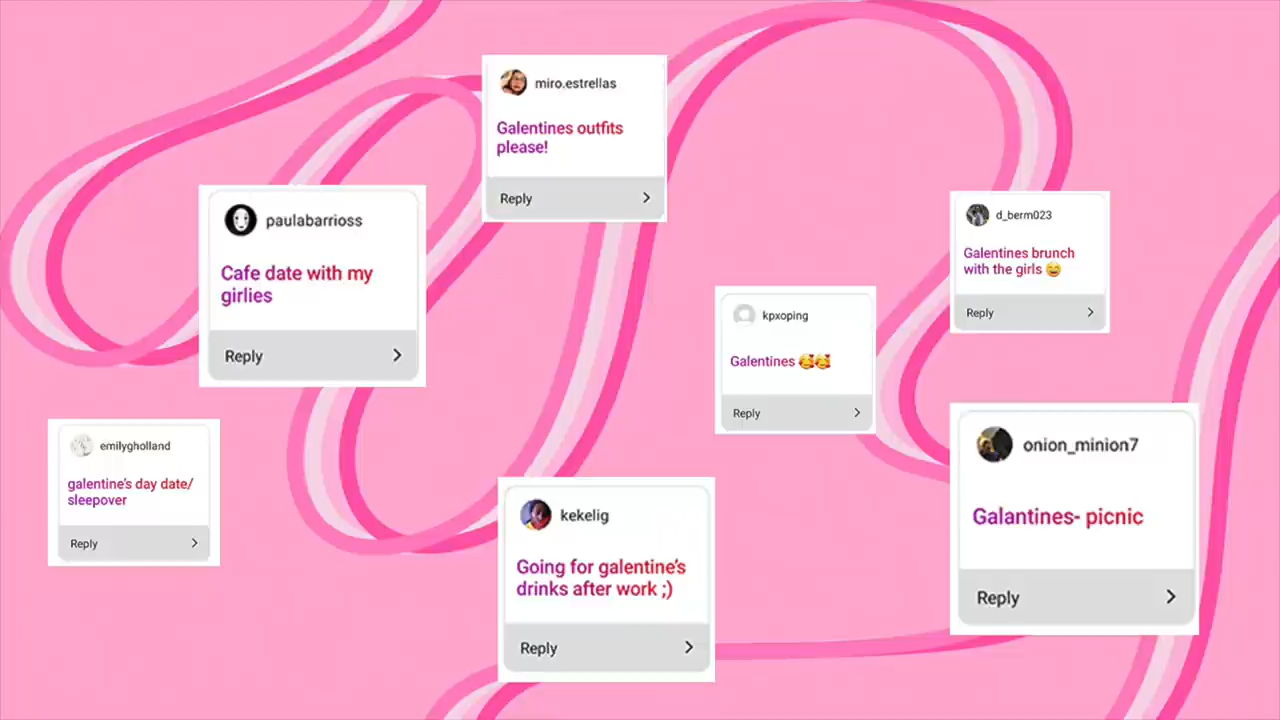 miro.estrellas
Galentines outfits
please!
Reply
paulabarrioss
Cafe date with my
girlies
Reply
d_berm023
Galentines brunch
with the girls 😄
Reply
kpxoping
Galentines 🥰🥰
Reply
emilygholland
galentine's day date/
sleepover
Reply
kekelig
Going for galentine's
drinks after work ;)
Reply
onion_minion7
Galantines- picnic
Reply